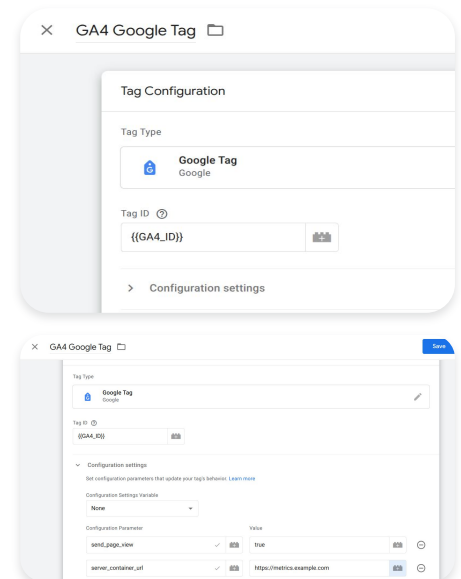 GA4 Google Tag
Tag Configuration
Tag Type
Google Tag
Google
Tag ID
{{GA4_ID}}
Configuration settings
GA4 Google Tag
Save
Tag Type
Google Tag
Google
Tag ID
{{GA4_ID}}
Configuration settings
Set configuration parameters that update your tag's behavior. Learn more
Configuration Settings Variable
None
Configuration Parameter Value
send_page_view true
server_container_url https://metrics.example.com